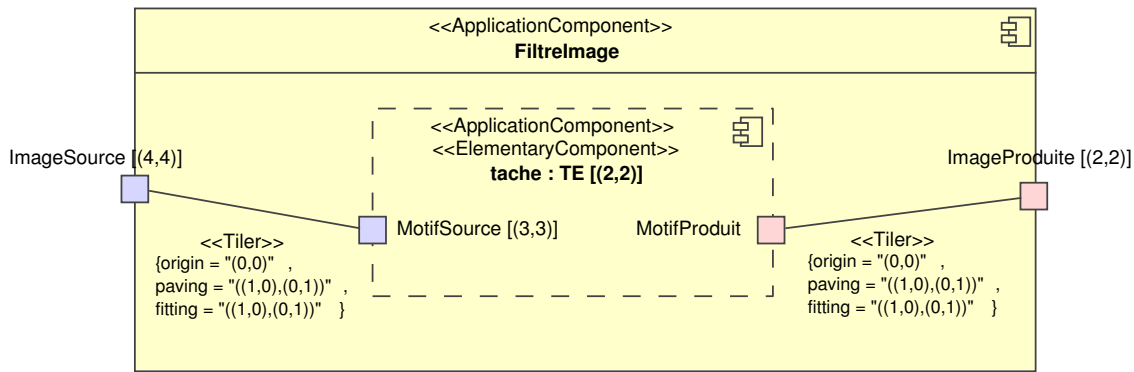 <<ApplicationComponent>>
FiltreImage
<<ApplicationComponent>>
<<ElementaryComponent>>
tache : TE [(2,2)]
ImageSource [(4,4)]
ImageProduite [(2,2)]
MotifSource [(3,3)]
MotifProduit
<<Tiler>>
{origin = "(0,0)" ,
paving = "((1,0),(0,1))" ,
fitting = "((1,0),(0,1))" }
<<Tiler>>
{origin = "(0,0)" ,
paving = "((1,0),(0,1))" ,
fitting = "((1,0),(0,1))" }